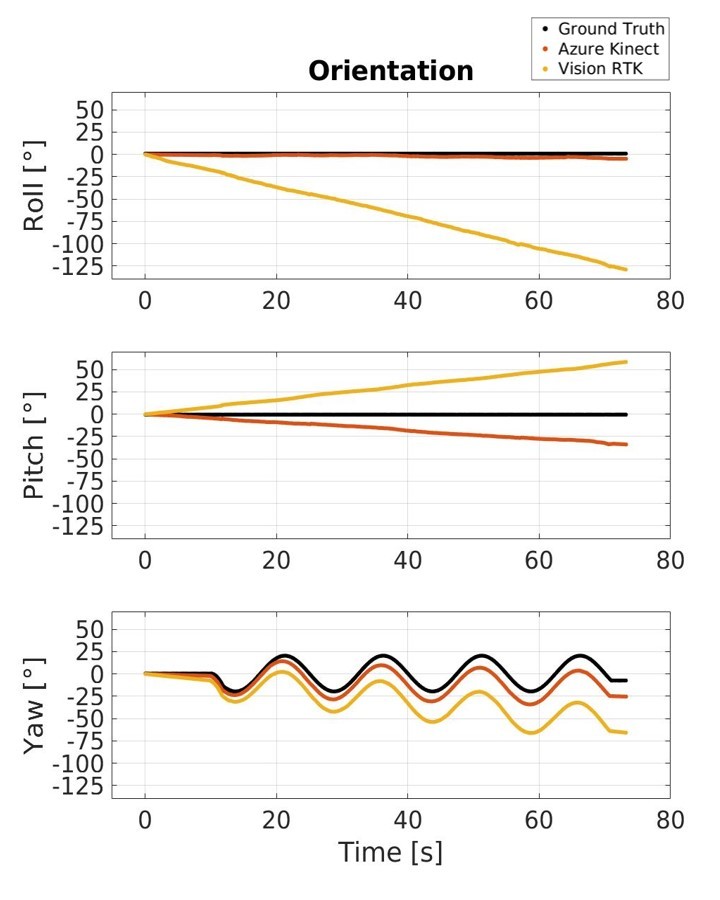 Ground Truth
Azure Kinect
Vision RTK
Orientation
Roll [°]
50
25
0
-25
-50
-75
-100
-125
0 20 40 60 80
Pitch [°]
50
25
0
-25
-50
-75
-100
-125
0 20 40 60 80
Yaw [°]
50
25
0
-25
-50
-75
-100
-125
0 20 40 60 80
Time [s]